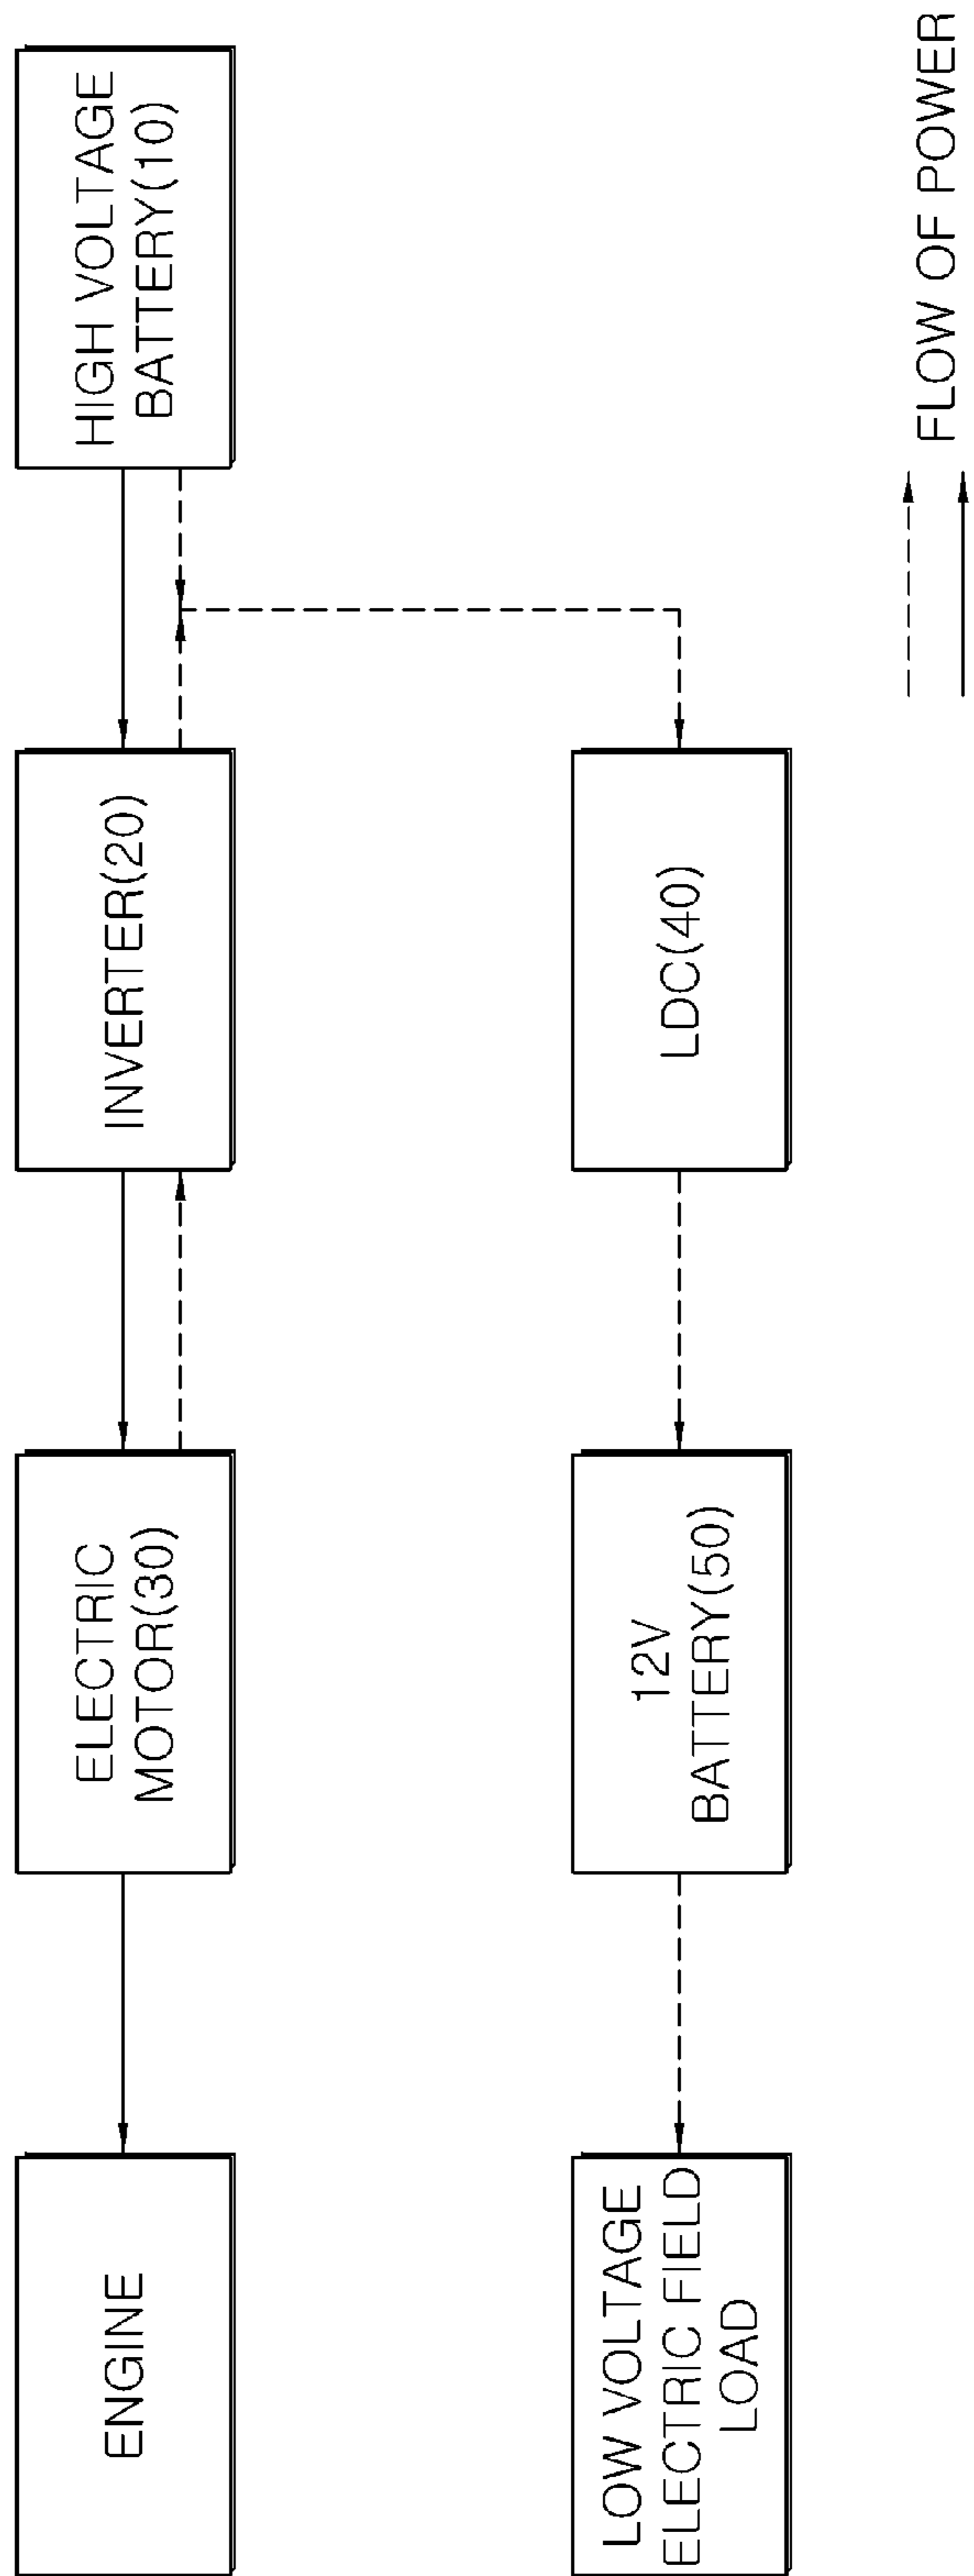 ENGINE
ELECTRIC
MOTOR(30)
INVERTER(20)
HIGH VOLTAGE
BATTERY(10)
LOW VOLTAGE
ELECTRIC FIELD
LOAD
12V
BATTERY(50)
LDC(40)
FLOW OF POWER